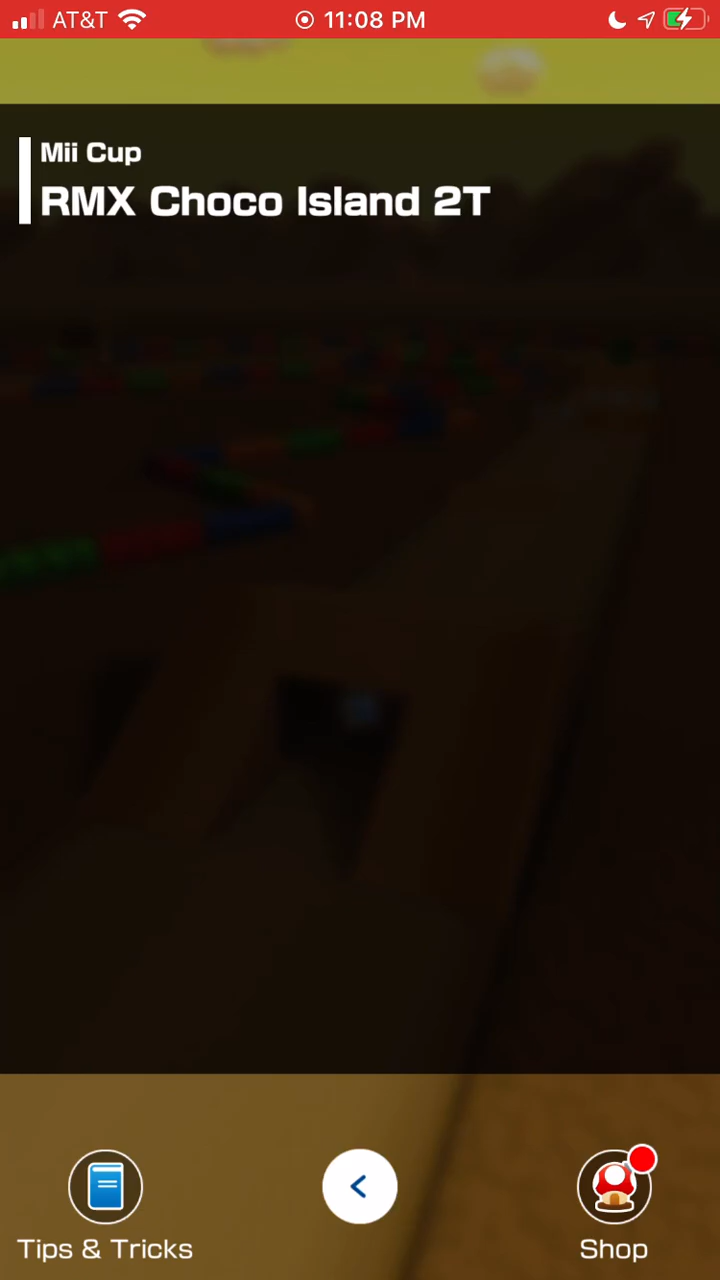 AT&T 11:08 PM
Mii Cup
RMX Choco Island 2T
Tips & Tricks
Shop